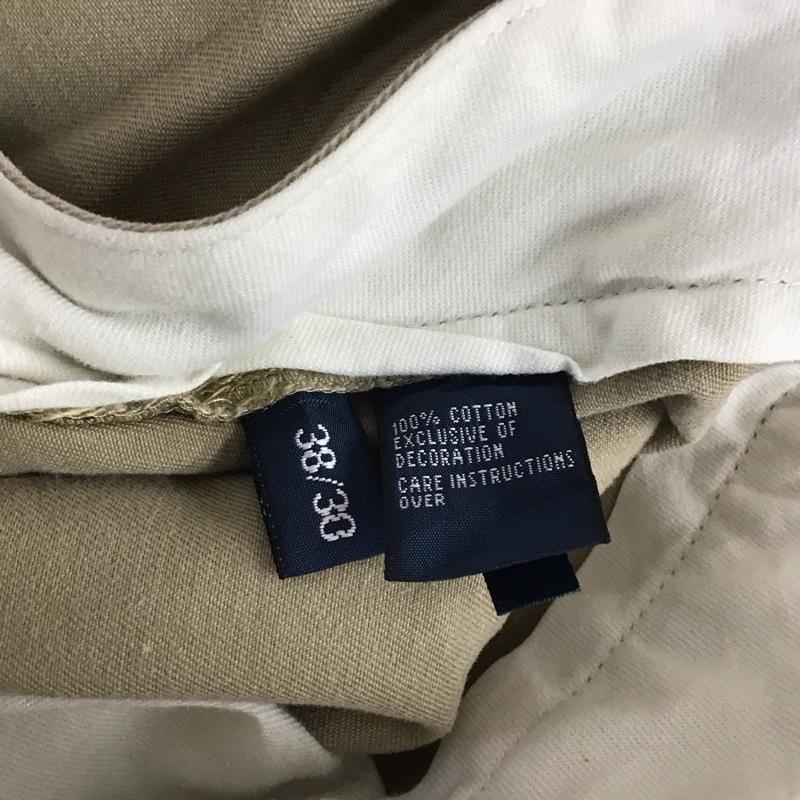 38/30
100% COTTON
EXCLUSIVE OF
DECORATION
CARE INSTRUCTIONS
OVER